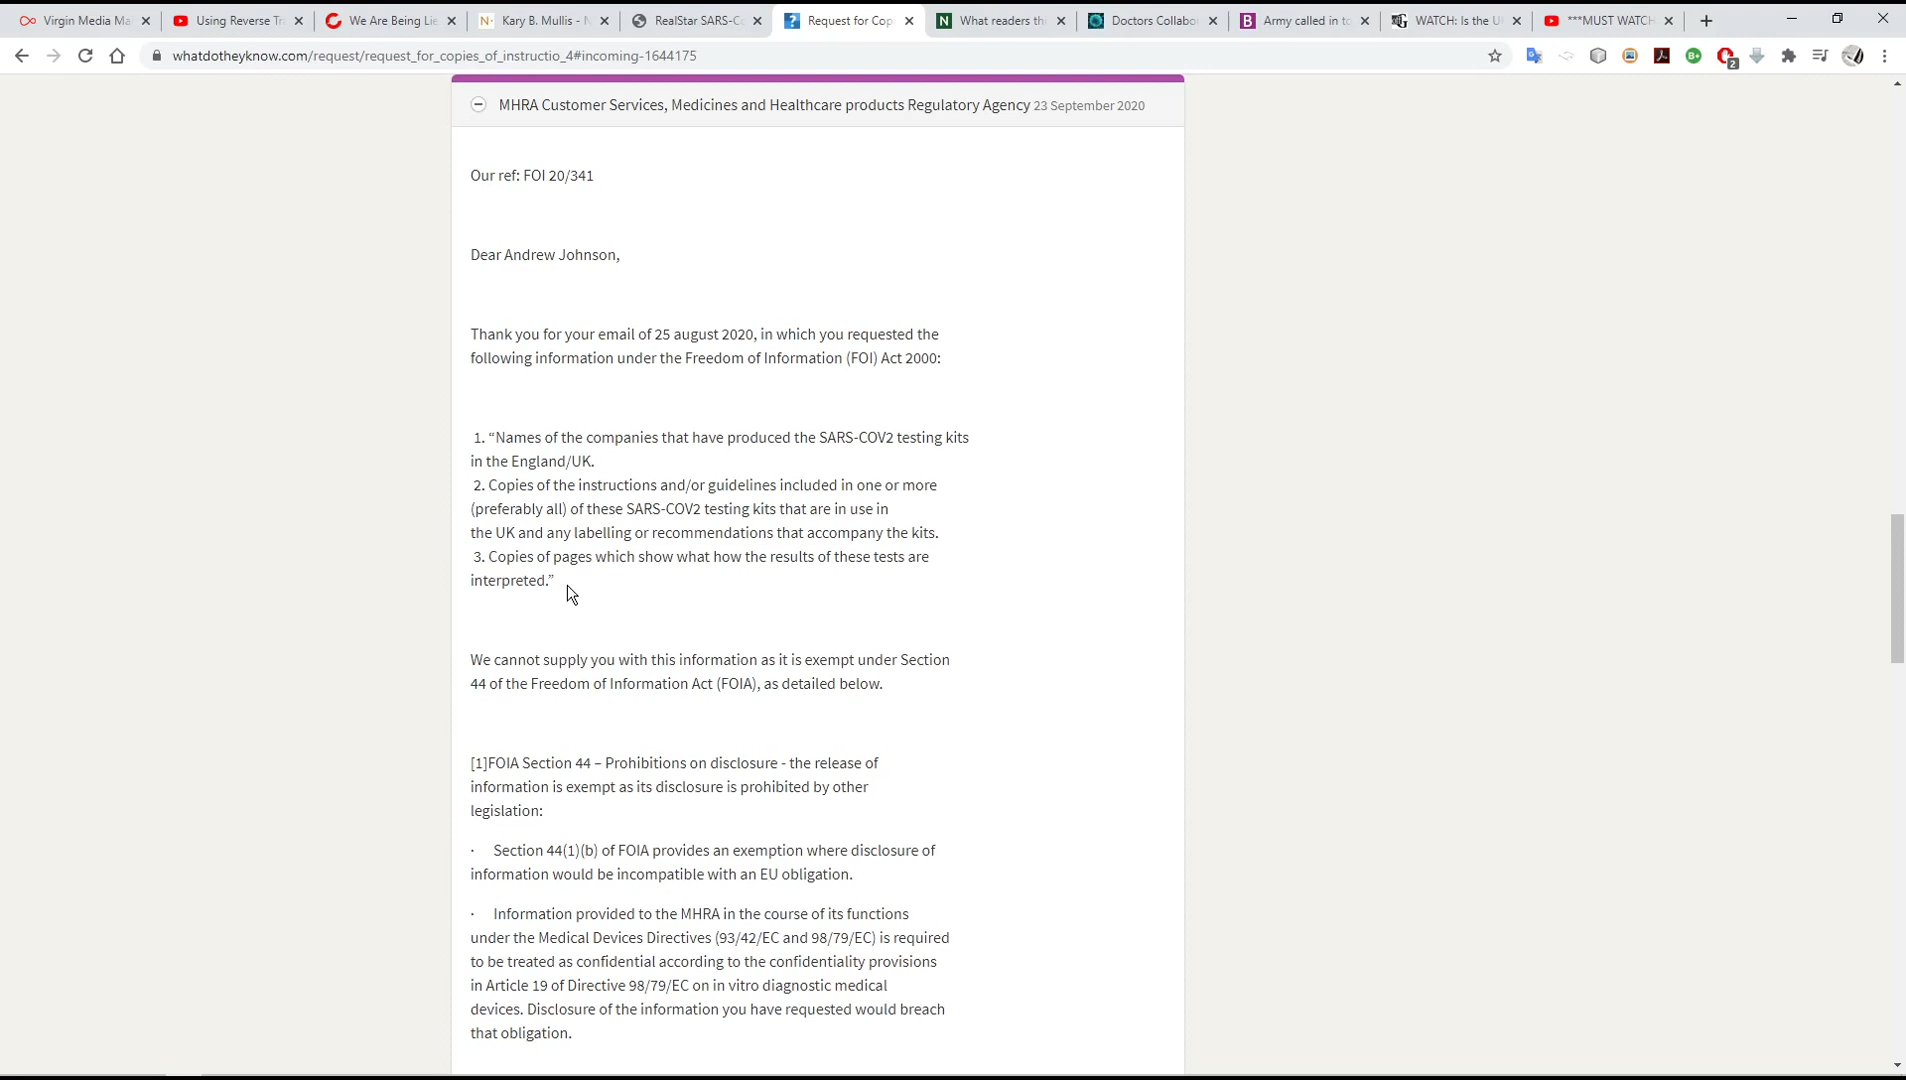 Virgin Media Ma
Using Reverse Tr
We Are Being Lie
Kary B. Mullis - N
RealStar SARS-Co
Request for Cop
What readers thi
Doctors Collabo
Army called in to
WATCH: Is the U
***MUST WATCH
whatdotheyknow.com/request/request_for_copies_of_instructio_4#incoming-1644175
2
MHRA Customer Services, Medicines and Healthcare products Regulatory Agency 23 September 2020
Our ref: FOI 20/341
Dear Andrew Johnson,
Thank you for your email of 25 august 2020, in which you requested the
following information under the Freedom of Information (FOI) Act 2000:
1. “Names of the companies that have produced the SARS-COV2 testing kits
in the England/UK.
2. Copies of the instructions and/or guidelines included in one or more
(preferably all) of these SARS-COV2 testing kits that are in use in
the UK and any labelling or recommendations that accompany the kits.
3. Copies of pages which show what how the results of these tests are
interpreted.”
We cannot supply you with this information as it is exempt under Section
44 of the Freedom of Information Act (FOIA), as detailed below.
[1]FOIA Section 44 – Prohibitions on disclosure - the release of
information is exempt as its disclosure is prohibited by other
legislation:
· Section 44(1)(b) of FOIA provides an exemption where disclosure of
information would be incompatible with an EU obligation.
· Information provided to the MHRA in the course of its functions
under the Medical Devices Directives (93/42/EC and 98/79/EC) is required
to be treated as confidential according to the confidentiality provisions
in Article 19 of Directive 98/79/EC on in vitro diagnostic medical
devices. Disclosure of the information you have requested would breach
that obligation.